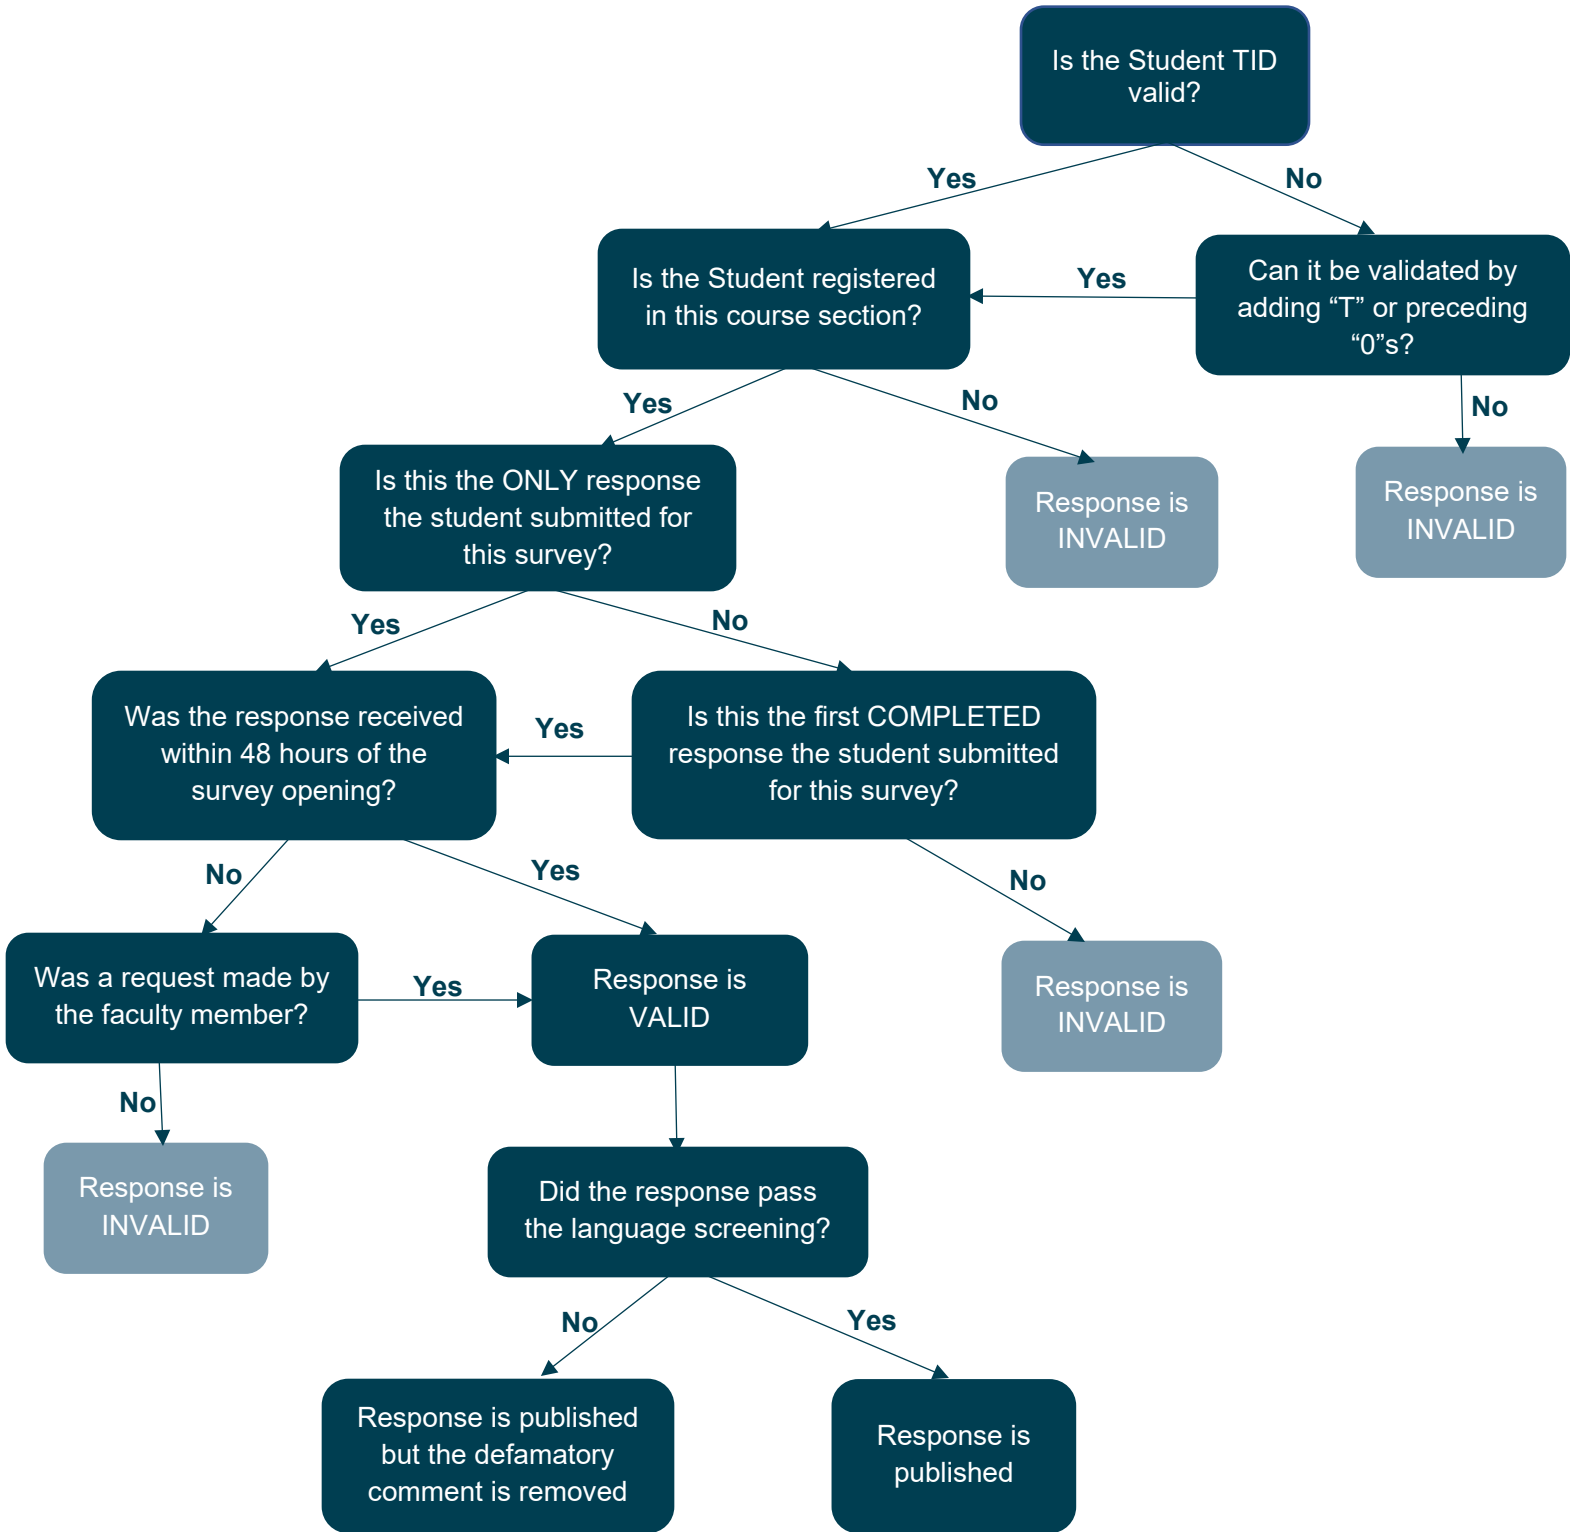 Is the Student TID
valid?
Yes
No
Is the Student registered
in this course section?
Yes
Can it be validated by
adding “T” or preceding
“0”s?
Yes
No
No
Is this the ONLY response
the student submitted for
this survey?
Response is
INVALID
Response is
INVALID
Yes
No
Was the response received
within 48 hours of the
survey opening?
Yes
Is this the first COMPLETED
response the student submitted
for this survey?
No
Yes
No
Was a request made by
the faculty member?
Yes
Response is
VALID
Response is
INVALID
No
Response is
INVALID
Did the response pass
the language screening?
No
Yes
Response is published
but the defamatory
comment is removed
Response is
published